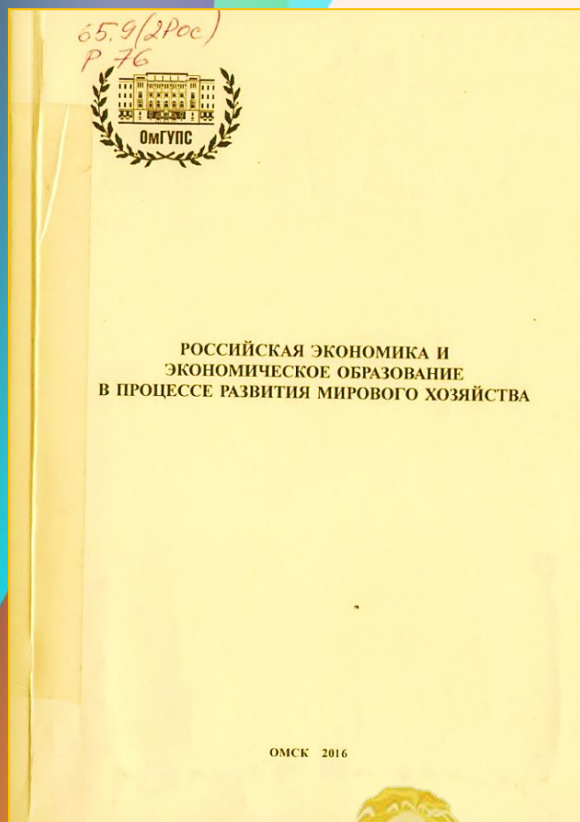 65.9(2Рос)
Р 76
ОмГУПС
РОССИЙСКАЯ ЭКОНОМИКА И
ЭКОНОМИЧЕСКОЕ ОБРАЗОВАНИЕ
В ПРОЦЕССЕ РАЗВИТИЯ МИРОВОГО ХОЗЯЙСТВА
ОМСК 2016